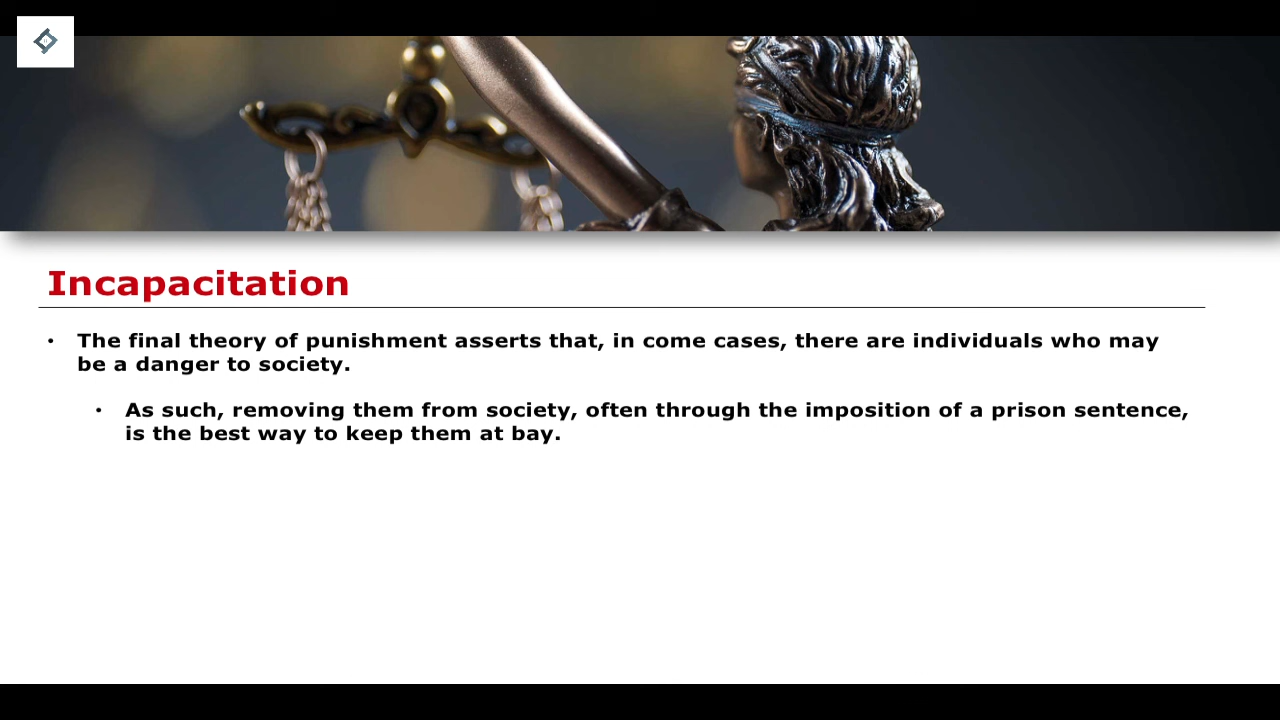 Incapacitation
• The final theory of punishment asserts that, in come cases, there are individuals who may
be a danger to society.
• As such, removing them from society, often through the imposition of a prison sentence,
is the best way to keep them at bay.